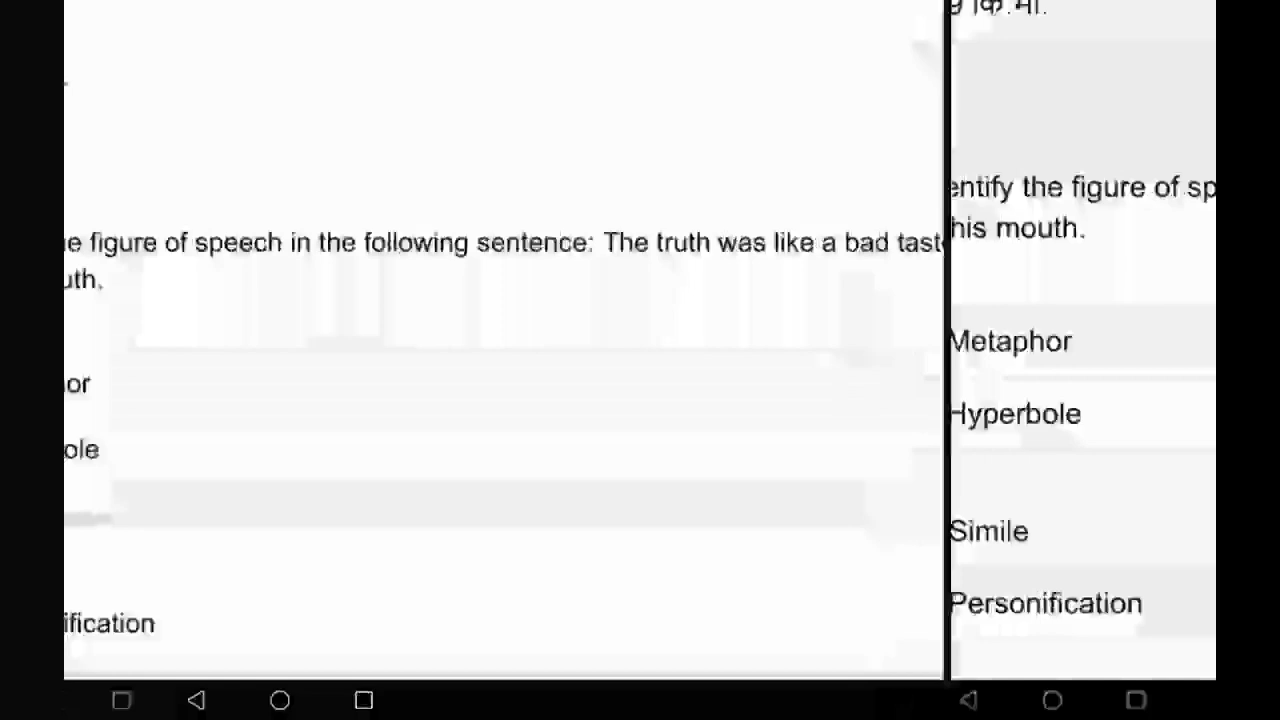 figure of speech in the following sentence: The truth was like a bad
uth.
or
ole
ification
कि.मी.
entify the figure of sp
his mouth.
Metaphor
Hyperbole
Simile
Personification